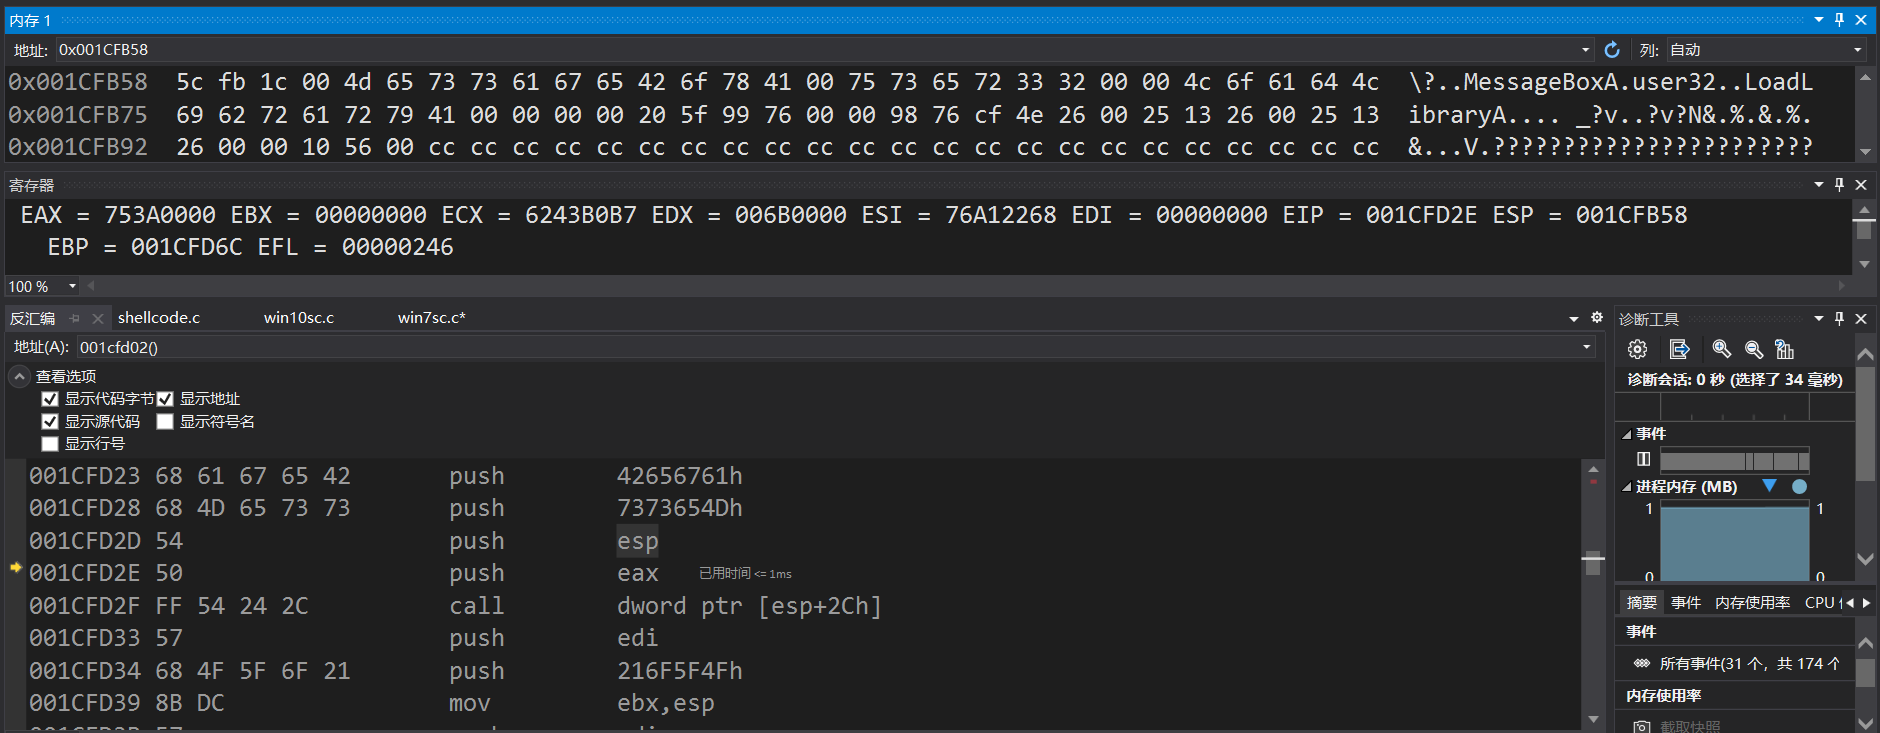 内存 1
地址: 0x001CFB58 列: 自动
0x001CFB58 5c fb 1c 00 4d 65 73 73 61 67 65 42 6f 78 41 00 75 73 65 72 33 32 00 00 4c 6f 61 64 4c \?..MessageBoxA.user32..LoadL
0x001CFB75 69 62 72 61 72 79 41 00 00 00 00 20 5f 99 76 00 00 98 76 cf 4e 26 00 25 13 26 00 25 13 ibraryA.... _?v..?v?N&.%.&.%.
0x001CFB92 26 00 00 10 56 00 cc cc cc cc cc cc cc cc cc cc cc cc cc cc cc cc cc cc cc cc cc cc cc &...V.???????????????????????
寄存器
EAX = 753A0000 EBX = 00000000 ECX = 6243B0B7 EDX = 006B0000 ESI = 76A12268 EDI = 00000000 EIP = 001CFD2E ESP = 001CFB58
EBP = 001CFD6C EFL = 00000246
100 %
反汇编 shellcode.c win10sc.c win7sc.c*
地址(A): 001cfd02()
查看选项
显示代码字节 显示地址
显示源代码 显示符号名
显示行号
001CFD23 68 61 67 65 42 push 42656761h
001CFD28 68 4D 65 73 73 push 7373654Dh
001CFD2D 54 push esp
001CFD2E 50 push eax 已用时间 <= 1ms
001CFD2F FF 54 24 2C call dword ptr [esp+2Ch]
001CFD33 57 push edi
001CFD34 68 4F 5F 6F 21 push 216F5F4Fh
001CFD39 8B DC mov ebx,esp
诊断工具
诊断会话: 0 秒 (选择了 34 毫秒)
事件
进程内存 (MB)
1 1
0 0
摘要 事件 内存使用率 CPU
事件
所有事件(31 个，共 174 个
内存使用率
截取快照